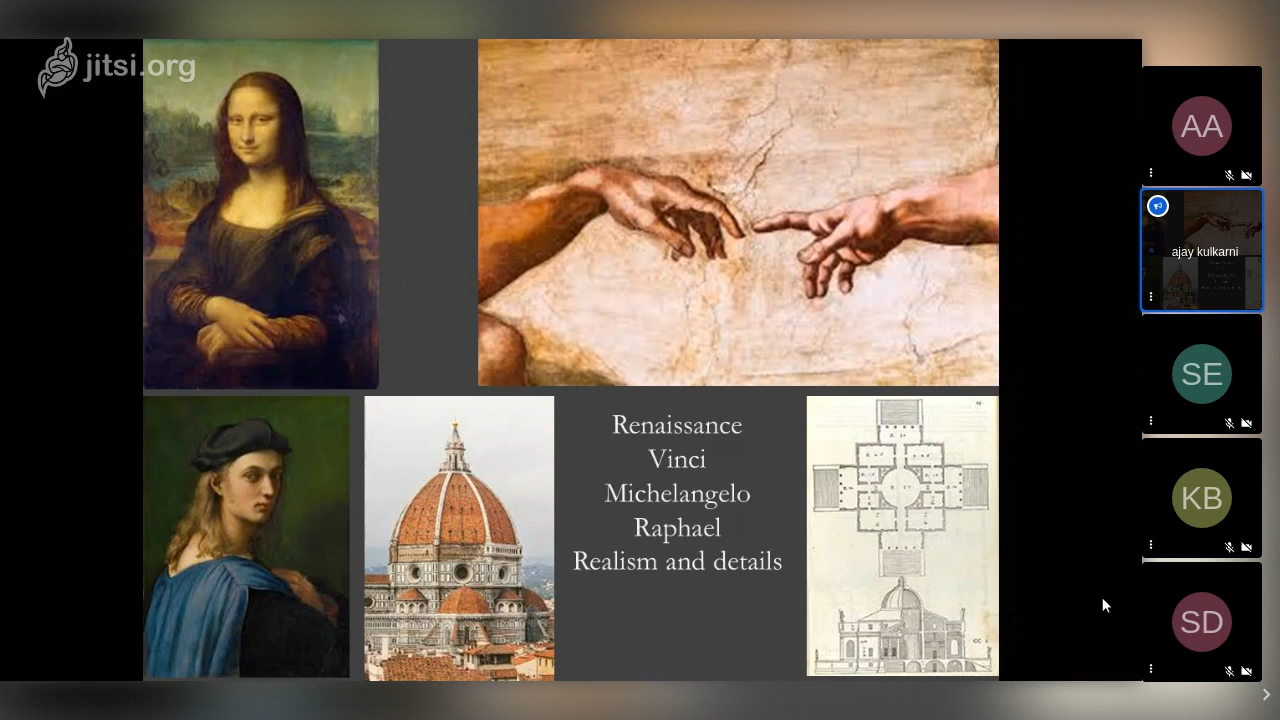 jitsi.org
Renaissance
Vinci
Michelangelo
Raphael
Realism and details
AA
ajay kulkarni
SE
KB
SD